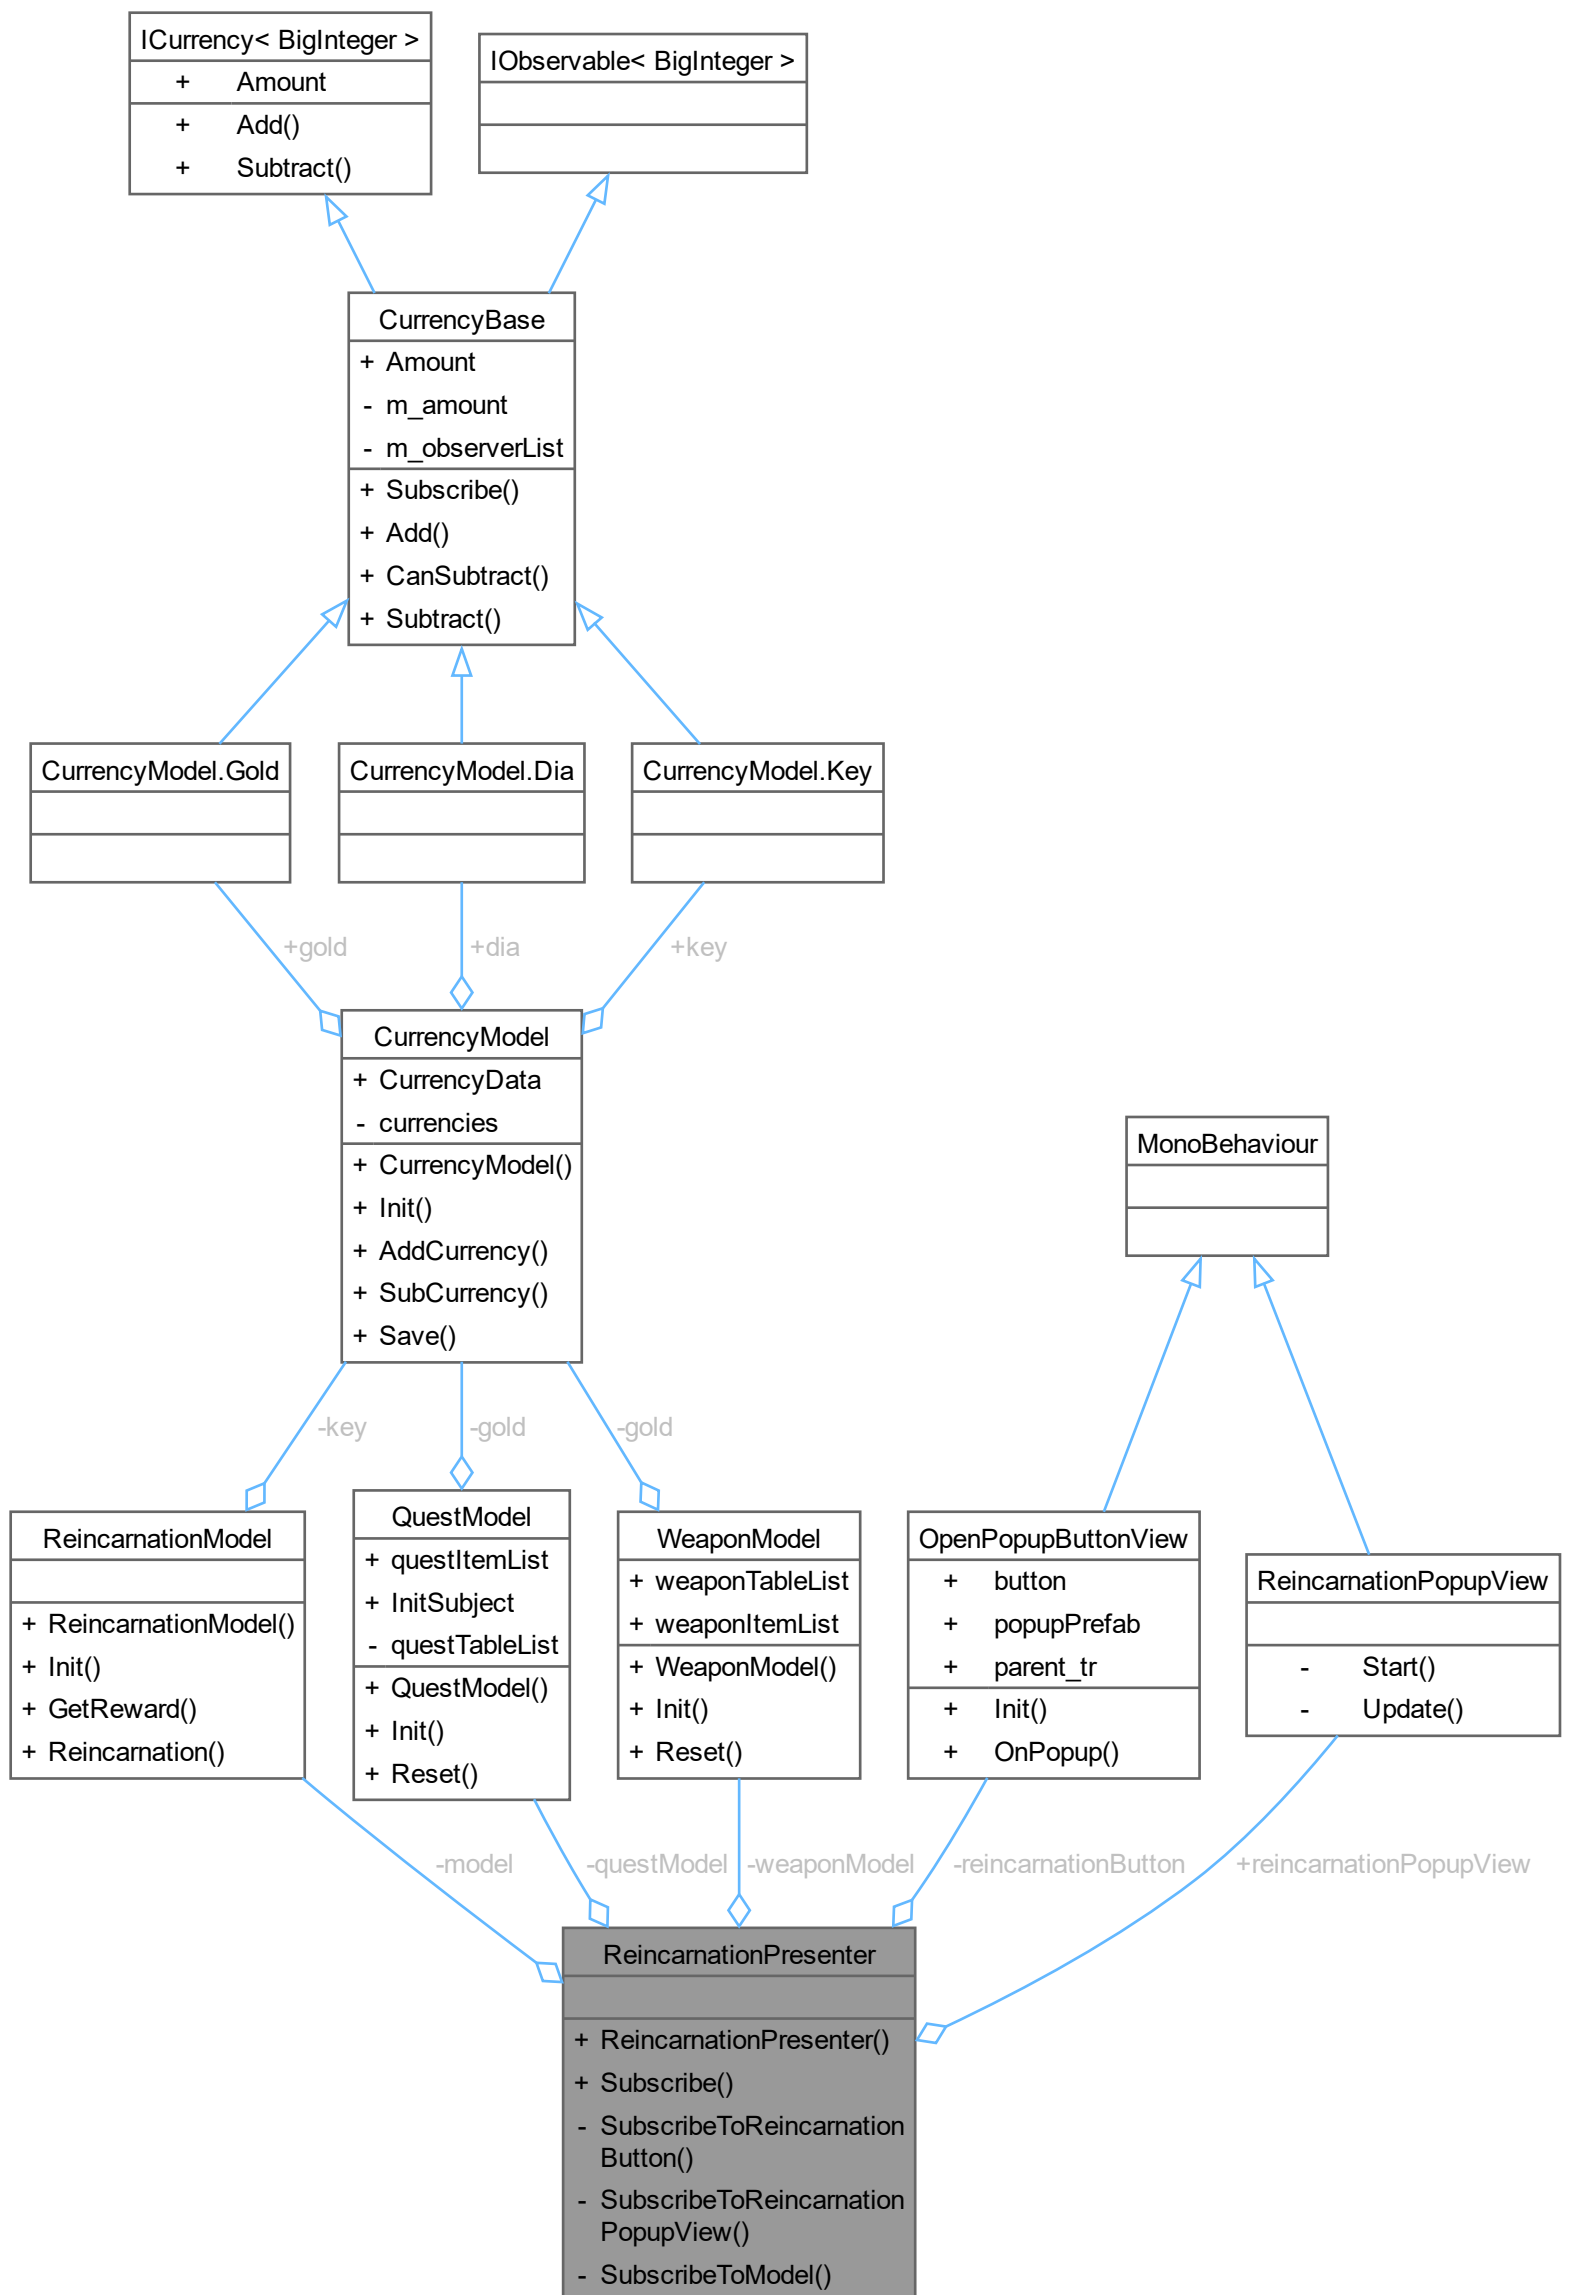 ICurrency< BigInteger >
+ Amount
+ Add()
+ Subtract()
IObservable< BigInteger >
CurrencyBase
+ Amount
- m_amount
- m_observerList
+ Subscribe()
+ Add()
+ CanSubtract()
+ Subtract()
CurrencyModel.Gold
CurrencyModel.Dia
CurrencyModel.Key
+gold
+dia
+key
CurrencyModel
+ CurrencyData
- currencies
+ CurrencyModel()
+ Init()
+ AddCurrency()
+ SubCurrency()
+ Save()
MonoBehaviour
-key
-gold
-gold
ReincarnationModel
+ ReincarnationModel()
+ Init()
+ GetReward()
+ Reincarnation()
QuestModel
+ questItemList
+ InitSubject
- questTableList
+ QuestModel()
+ Init()
+ Reset()
WeaponModel
+ weaponTableList
+ weaponItemList
+ WeaponModel()
+ Init()
+ Reset()
OpenPopupButtonView
+ button
+ popupPrefab
+ parent_tr
+ Init()
+ OnPopup()
ReincarnationPopupView
- Start()
- Update()
-model
-questModel
-weaponModel
-reincarnationButton
+reincarnationPopupView
ReincarnationPresenter
+ ReincarnationPresenter()
+ Subscribe()
- SubscribeToReincarnation
Button()
- SubscribeToReincarnation
PopupView()
- SubscribeToModel()